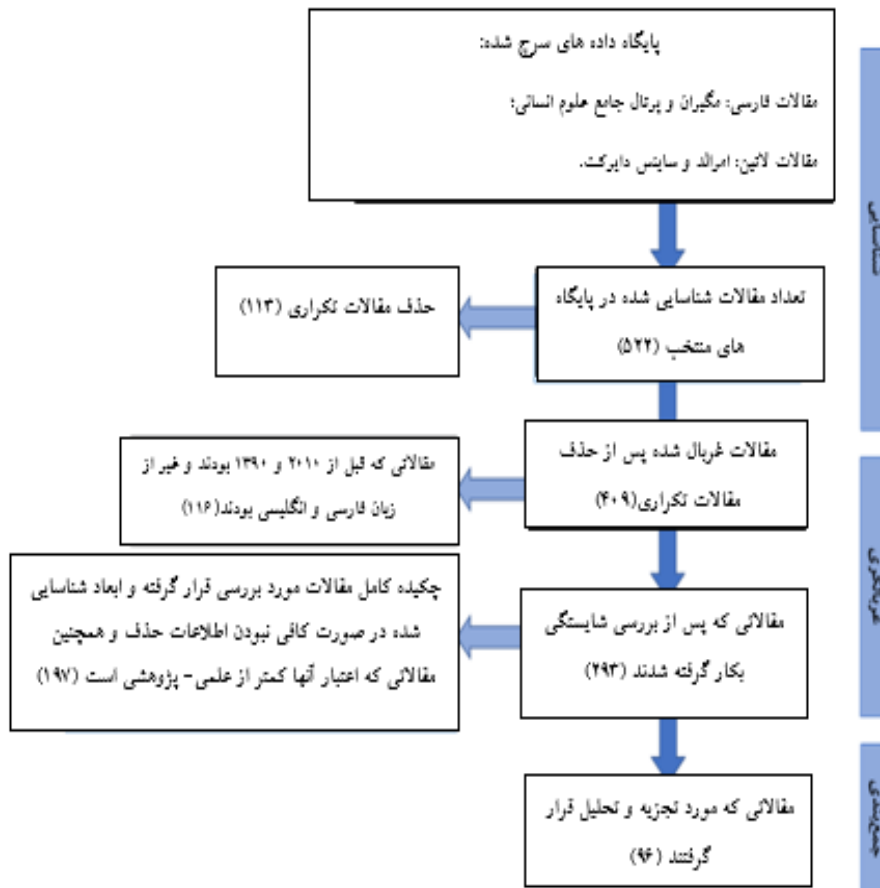 پایگاه داده های سرچ شده:
مقالات فارسی: مگیران و پرتال جامع علوم انسانی؛
مقالات لاتین: امرالد و ساینس دایرکت.
شناسایی
تعداد مقالات شناسایی شده در پایگاه
های منتخب (۵۲۲)
حذف مقالات تکراری (۱۱۳)
مقالات غربال شده پس از حذف
مقالات تکراری(۴۰۹)
مقالاتی که قبل از ۲۰۱۰ و ۱۳۹۰ بودند و غیر از
زبان فارسی و انگلیسی بودند(۱۱۶)
غربالگری
مقالاتی که پس از بررسی شایستگی
بکار گرفته شدند (۲۹۳)
چکیده کامل مقالات مورد بررسی قرار گرفته و ابعاد شناسایی
شده در صورت کافی نبودن اطلاعات حذف و همچنین
مقالاتی که اعتبار آنها کمتر از علمی- پژوهشی است (۱۹۷)
جمع‌بندی
مقالاتی که مورد تجزیه و تحلیل قرار
گرفتند (۹۶)